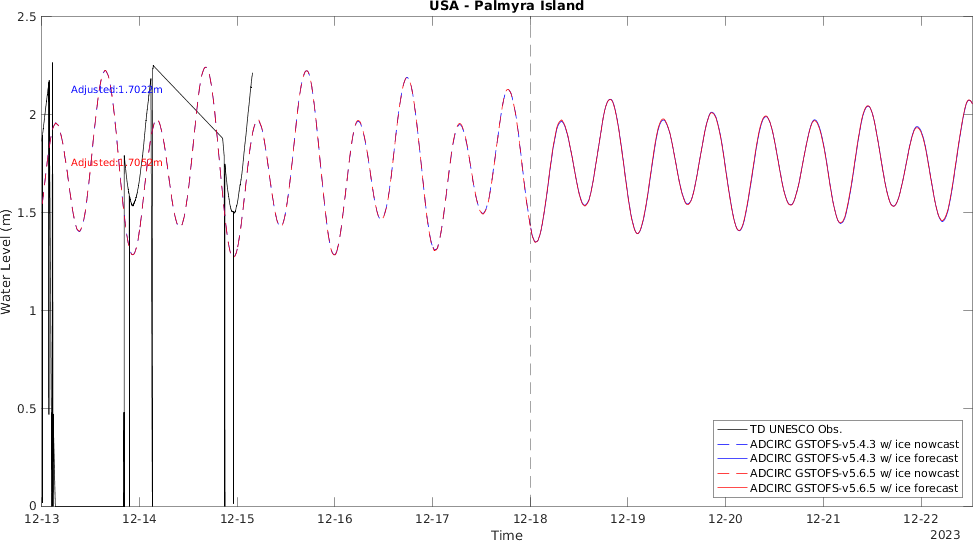 USA - Palmyra Island
2.5
2
1.5
1
0.5
0
Water Level (m)
Adjusted:1.7022m
Adjusted:1.7052m
TD UNESCO Obs.
ADCIRC GSTOFS-v5.4.3 w/ ice nowcast
ADCIRC GSTOFS-v5.4.3 w/ ice forecast
ADCIRC GSTOFS-v5.6.5 w/ ice nowcast
ADCIRC GSTOFS-v5.6.5 w/ ice forecast
12-13 12-14 12-15 12-16 12-17 12-18 12-19 12-20 12-21 12-22
Time
2023